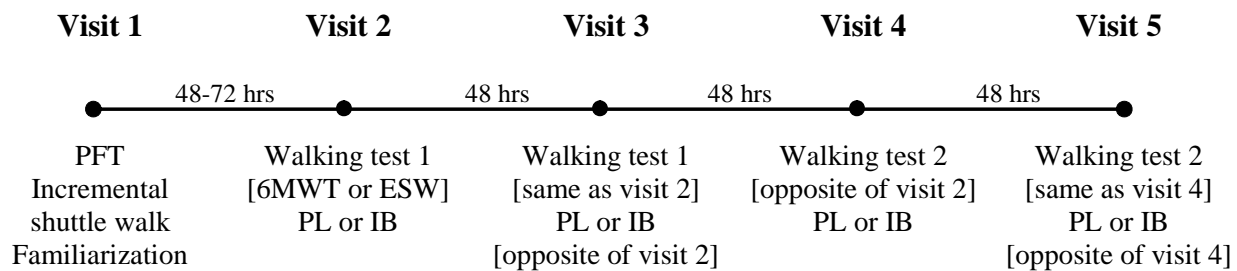 Visit 1 Visit 2 Visit 3 Visit 4 Visit 5
48-72 hrs 48 hrs 48 hrs 48 hrs
PFT
Incremental
shuttle walk
Familiarization
Walking test 1
[6MWT or ESW]
PL or IB
Walking test 1
[same as visit 2]
PL or IB
[opposite of visit 2]
Walking test 2
[opposite of visit 2]
PL or IB
Walking test 2
[same as visit 4]
PL or IB
[opposite of visit 4]